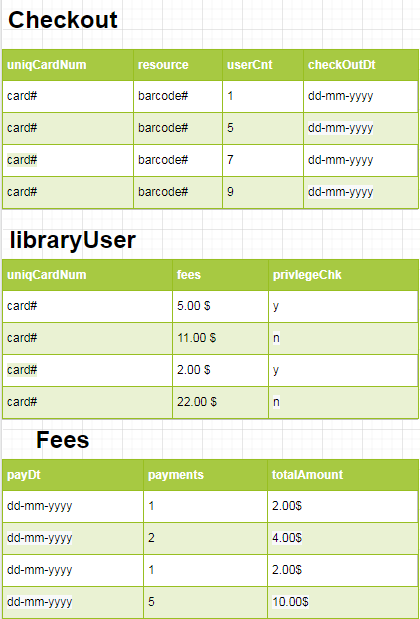 Checkout
uniqCardNum resource userCnt checkOutDt
card# barcode# 1 dd-mm-yyyy
card# barcode# 5 dd-mm-yyyy
card# barcode# 7 dd-mm-yyyy
card# barcode# 9 dd-mm-yyyy
libraryUser
uniqCardNum fees privlegeChk
card# 5.00 $ y
card# 11.00 $ n
card# 2.00 $ y
card# 22.00 $ n
Fees
payDt payments totalAmount
dd-mm-yyyy 1 2.00$
dd-mm-yyyy 2 4.00$
dd-mm-yyyy 1 2.00$
dd-mm-yyyy 5 10.00$